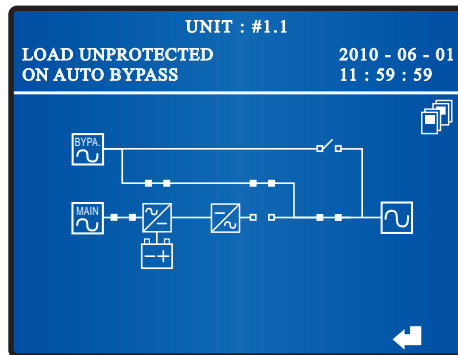 UNIT : #1.1
LOAD UNPROTECTED 2010 - 06 - 01
ON AUTO BYPASS 11 : 59 : 59
BYPA.
MAIN